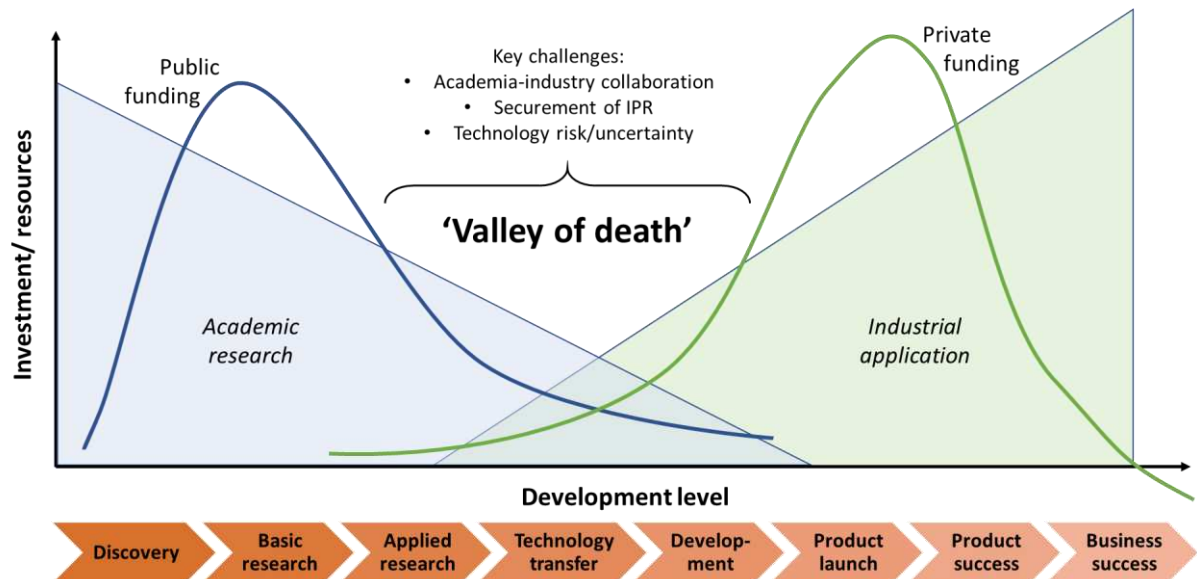 Public
funding
Key challenges:
• Academia-industry collaboration
• Securement of IPR
• Technology risk/uncertainty
Private
funding
'Valley of death'
Investment/ resources
Academic
research
Industrial
application
Development level
Discovery
Basic
research
Applied
research
Technology
transfer
Develop-
ment
Product
launch
Product
success
Business
success